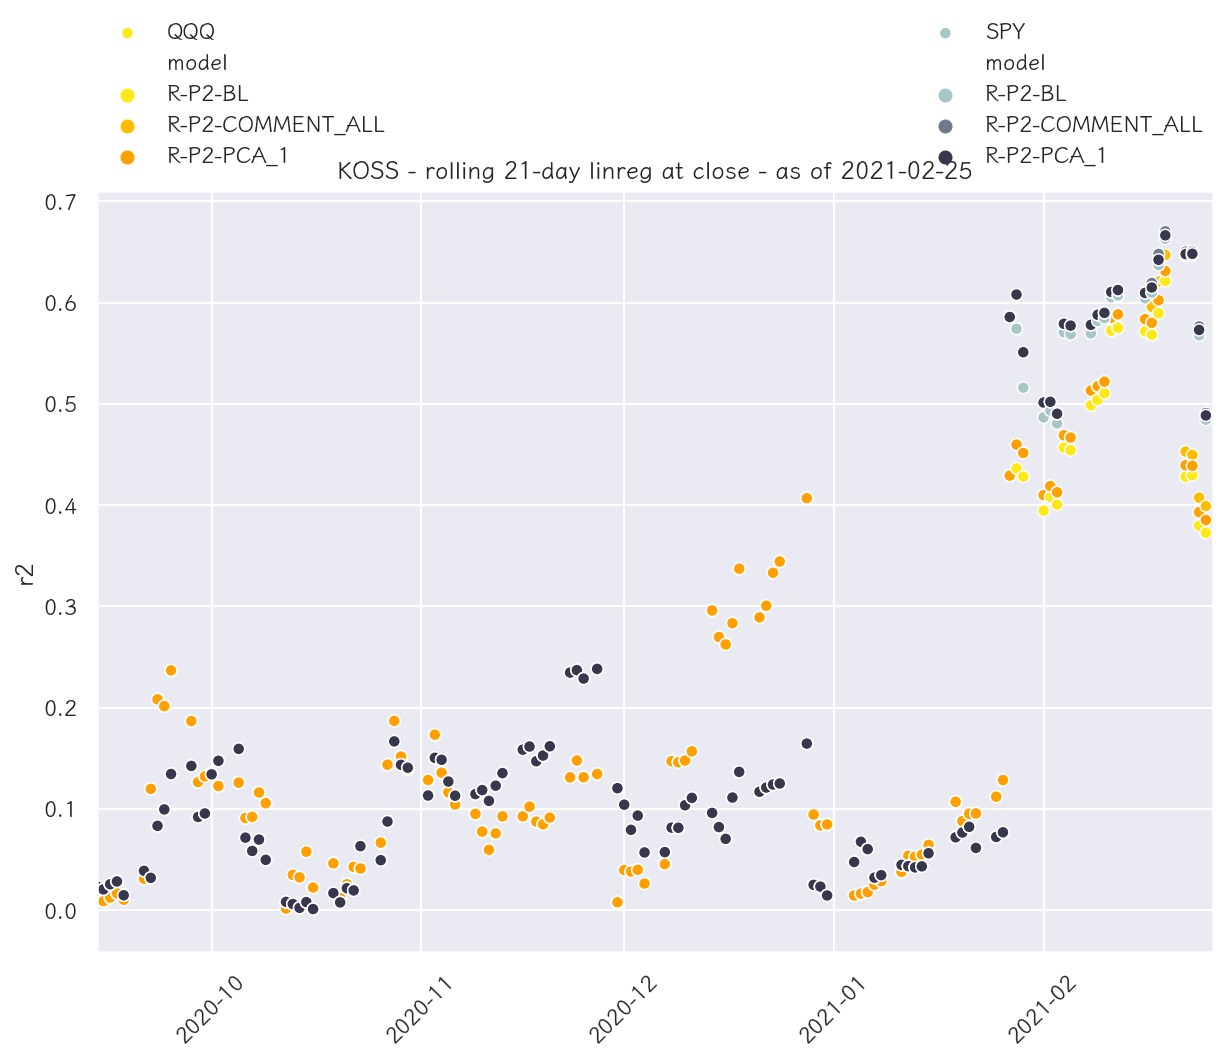 QQQ
model
R-P2-BL
R-P2-COMMENT_ALL
R-P2-PCA_1
SPY
model
R-P2-BL
R-P2-COMMENT_ALL
R-P2-PCA_1
KOSS - rolling 21-day linreg at close - as of 2021-02-25
r2
0.7
0.6
0.5
0.4
0.3
0.2
0.1
0.0
2020-10
2020-11
2020-12
2021-01
2021-02